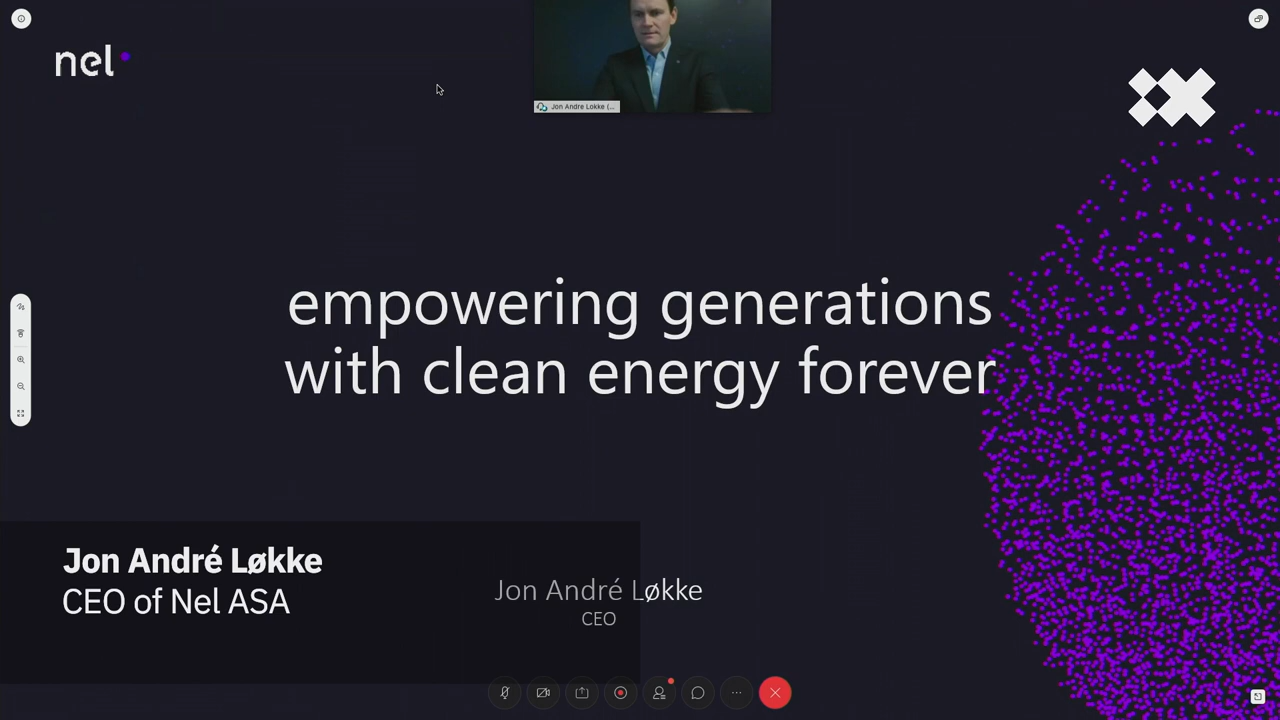 nel
Jon Andre Lokke (...
empowering generations
with clean energy forever
Jon André Løkke
CEO of Nel ASA
Jon André Løkke
CEO